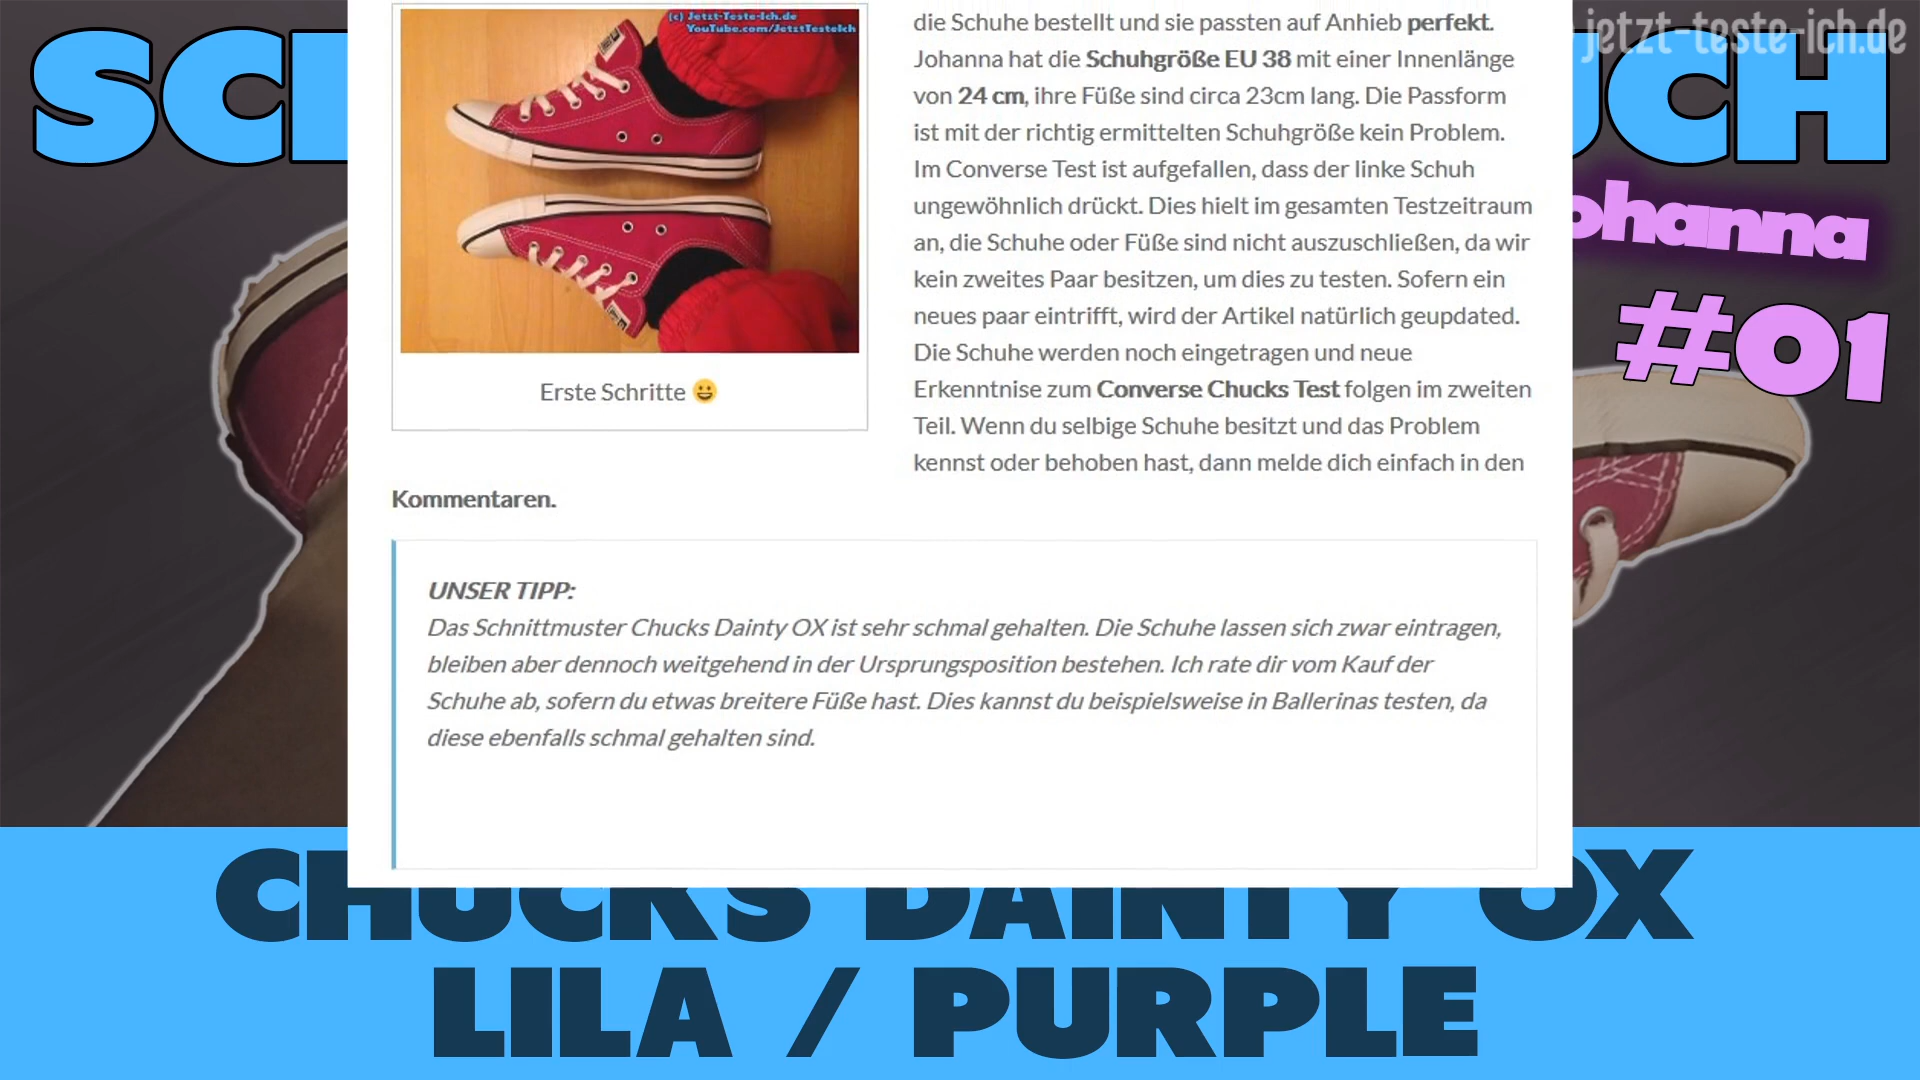 jetzt-teste-ich.de
(c) Jetzt-Teste-Ich.de
YouTube.com/JetztTesteIch
Erste Schritte
die Schuhe bestellt und sie passten auf Anhieb perfekt.
Johanna hat die Schuhgröße EU 38 mit einer Innenlänge
von 24 cm, ihre Füße sind circa 23cm lang. Die Passform
ist mit der richtig ermittelten Schuhgröße kein Problem.
Im Converse Test ist aufgefallen, dass der linke Schuh
ungewöhnlich drückt. Dies hielt im gesamten Testzeitraum
an, die Schuhe oder Füße sind nicht auszuschließen, da wir
kein zweites Paar besitzen, um dies zu testen. Sofern ein
neues paar eintrifft, wird der Artikel natürlich geupdated.
Die Schuhe werden noch eingetragen und neue
Erkenntnise zum Converse Chucks Test folgen im zweiten
Teil. Wenn du selbige Schuhe besitzt und das Problem
kennst oder behoben hast, dann melde dich einfach in den
Kommentaren.
UNSER TIPP:
Das Schnittmuster Chucks Dainty OX ist sehr schmal gehalten. Die Schuhe lassen sich zwar eintragen,
bleiben aber dennoch weitgehend in der Ursprungsposition bestehen. Ich rate dir vom Kauf der
Schuhe ab, sofern du etwas breitere Füße hast. Dies kannst du beispielsweise in Ballerinas testen, da
diese ebenfalls schmal gehalten sind.
ohanna
#01
CHUCKS DAINTY OX
LILA / PURPLE